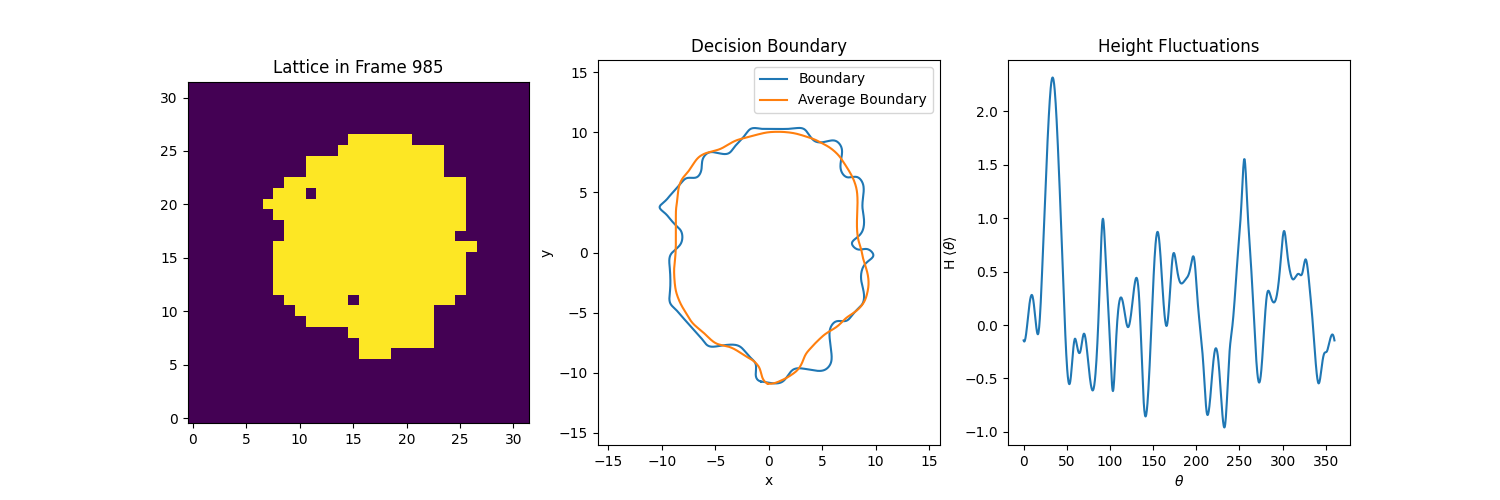 Lattice in Frame 985
30
25
20
15
10
5
0
0 5 10 15 20 25 30
Decision Boundary
Boundary
Average Boundary
15
10
5
0
−5
−10
−15
−15 −10 −5 0 5 10 15
x
y
Height Fluctuations
2.0
1.5
1.0
0.5
0.0
−0.5
−1.0
0 50 100 150 200 250 300 350
θ
H ⟨θ⟩